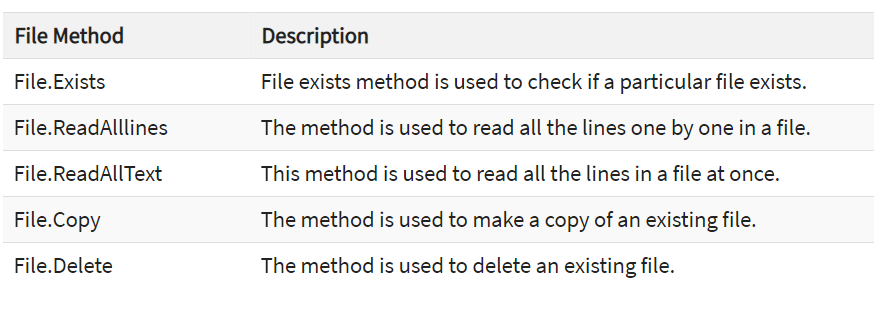 File Method Description
File.Exists File exists method is used to check if a particular file exists.
File.ReadAlllines The method is used to read all the lines one by one in a file.
File.ReadAllText This method is used to read all the lines in a file at once.
File.Copy The method is used to make a copy of an existing file.
File.Delete The method is used to delete an existing file.